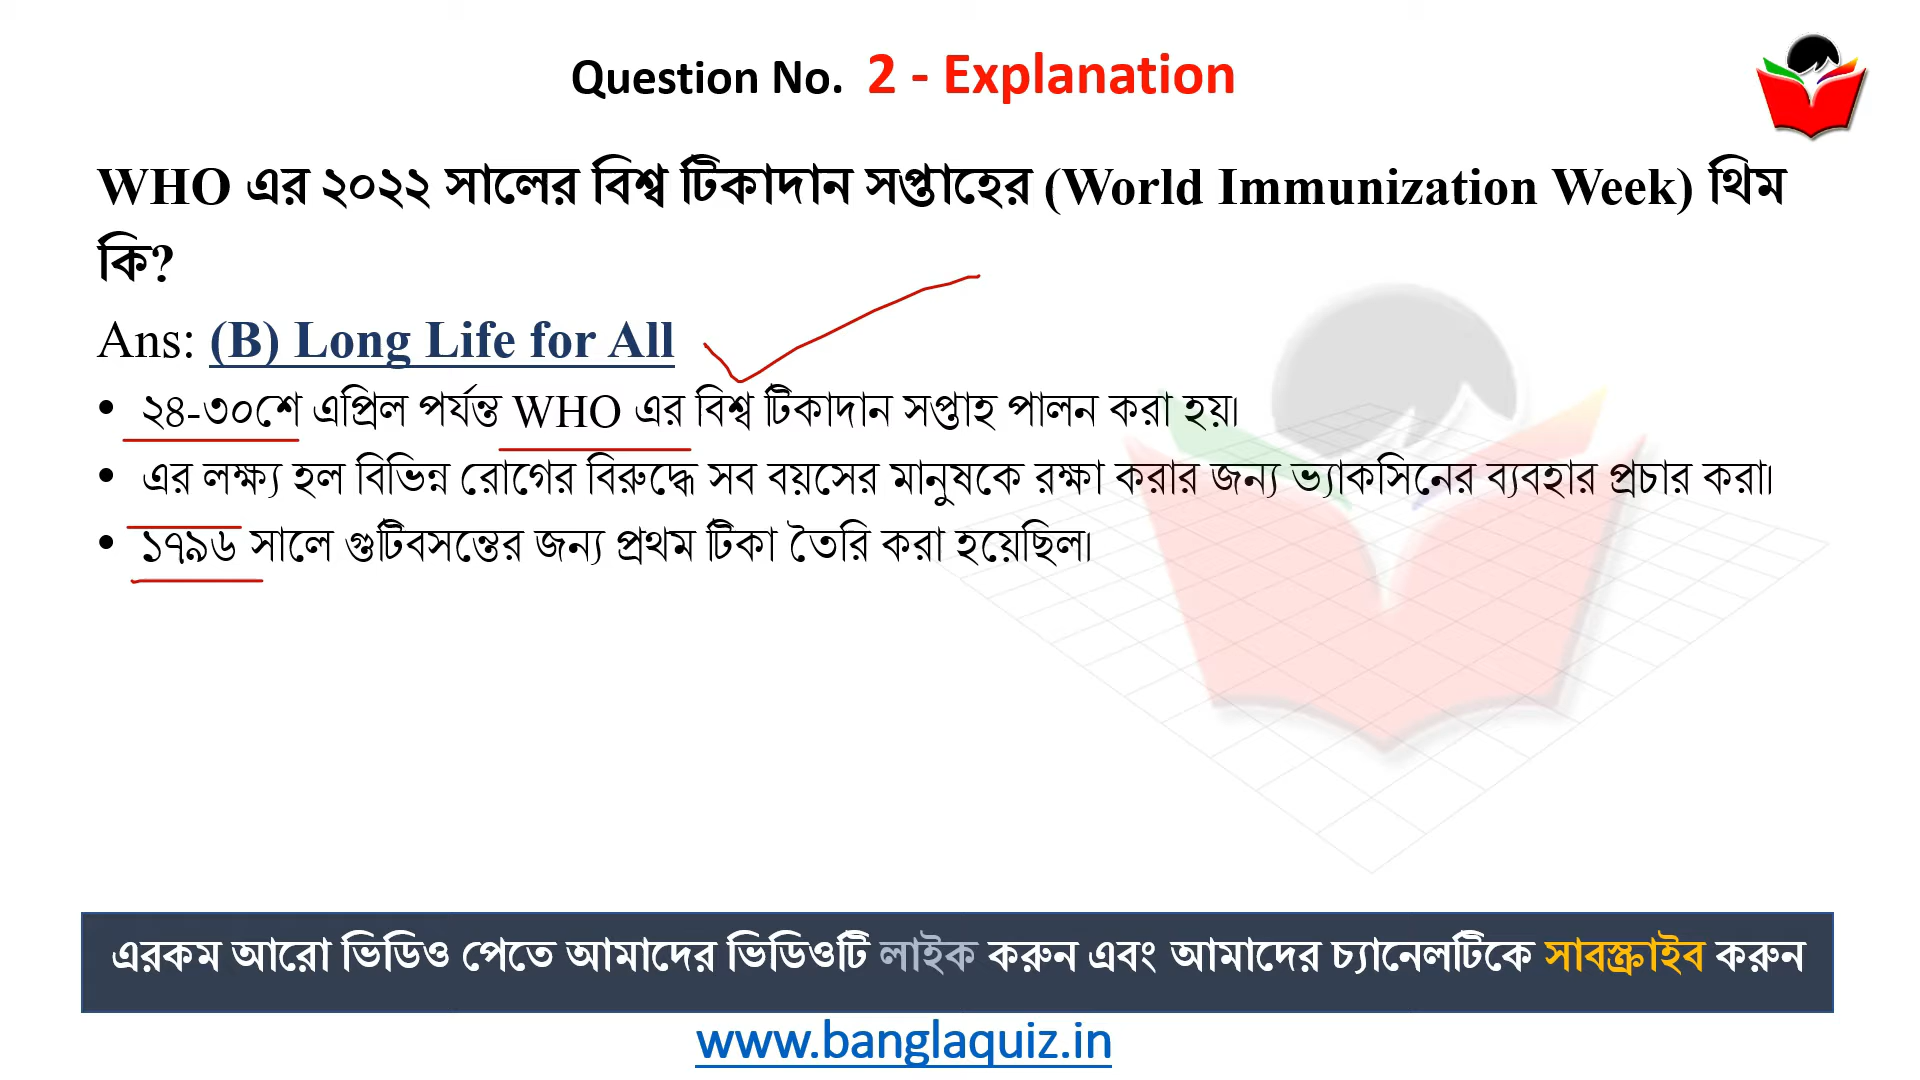 Question No. 2 - Explanation
WHO এর ২০২২ সালের বিশ্ব টিকাদান সপ্তাহের (World Immunization Week) থিম
কি?
Ans: (B) Long Life for All
• ২৪-৩০শে এপ্রিল পর্যন্ত WHO এর বিশ্ব টিকাদান সপ্তাহ পালন করা হয়।
• এর লক্ষ্য হল বিভিন্ন রোগের বিরুদ্ধে সব বয়সের মানুষকে রক্ষা করার জন্য ভ্যাকসিনের ব্যবহার প্রচার করা।
• ১৭৯৬ সালে গুটিবসন্তের জন্য প্রথম টিকা তৈরি করা হয়েছিল।
এরকম আরো ভিডিও পেতে আমাদের ভিডিওটি লাইক করুন এবং আমাদের চ্যানেলটিকে সাবস্ক্রাইব করুন
www.banglaquiz.in